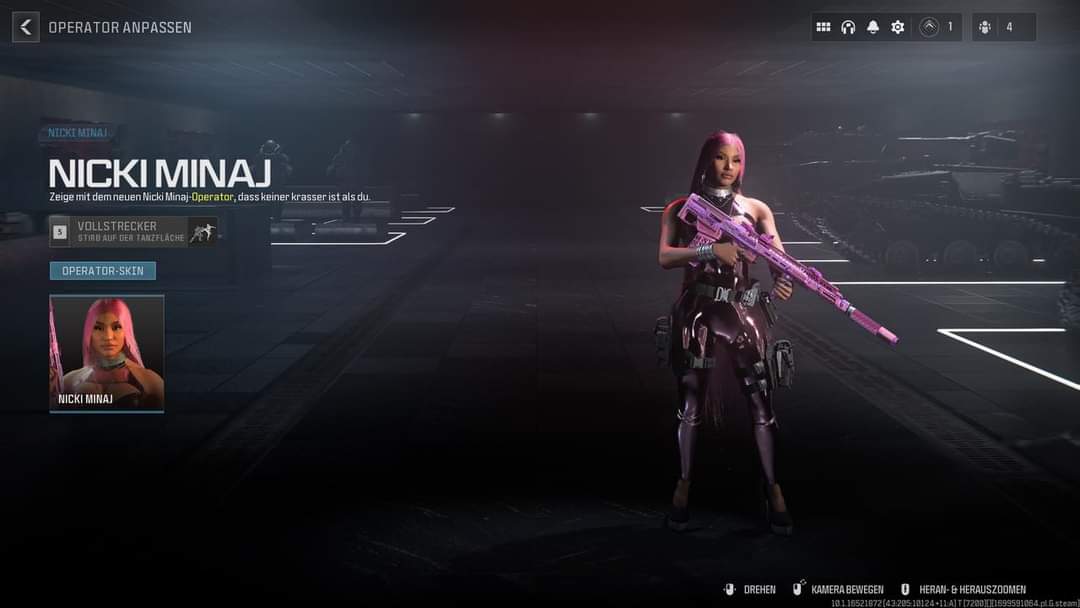 OPERATOR ANPASSEN
1
4
NICKI MINAJ
NICKI MINAJ
Zeige mit dem neuen Nicki Minaj-Operator, dass keiner krasser ist als du.
5
VOLLSTRECKER
STIRB AUF DER TANZFLÄCHE
OPERATOR-SKIN
NICKI MINAJ
DREHEN
KAMERA BEWEGEN
HERAN- & HERAUSZOOMEN
10.1.16521872 [43:205:10124+11:A] T [7200][][1699591064.pl.G.steam]